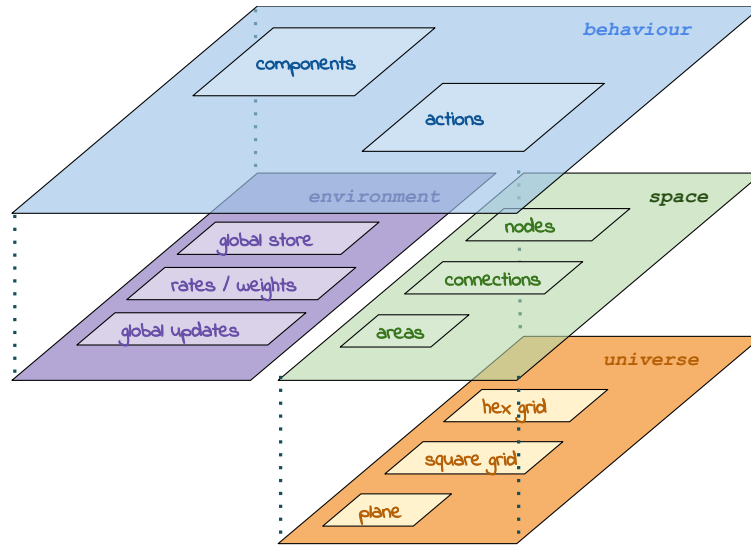 behaviour
components
actions
environment
global store
rates / weights
global updates
space
nodes
connections
areas
universe
hex grid
square grid
plane